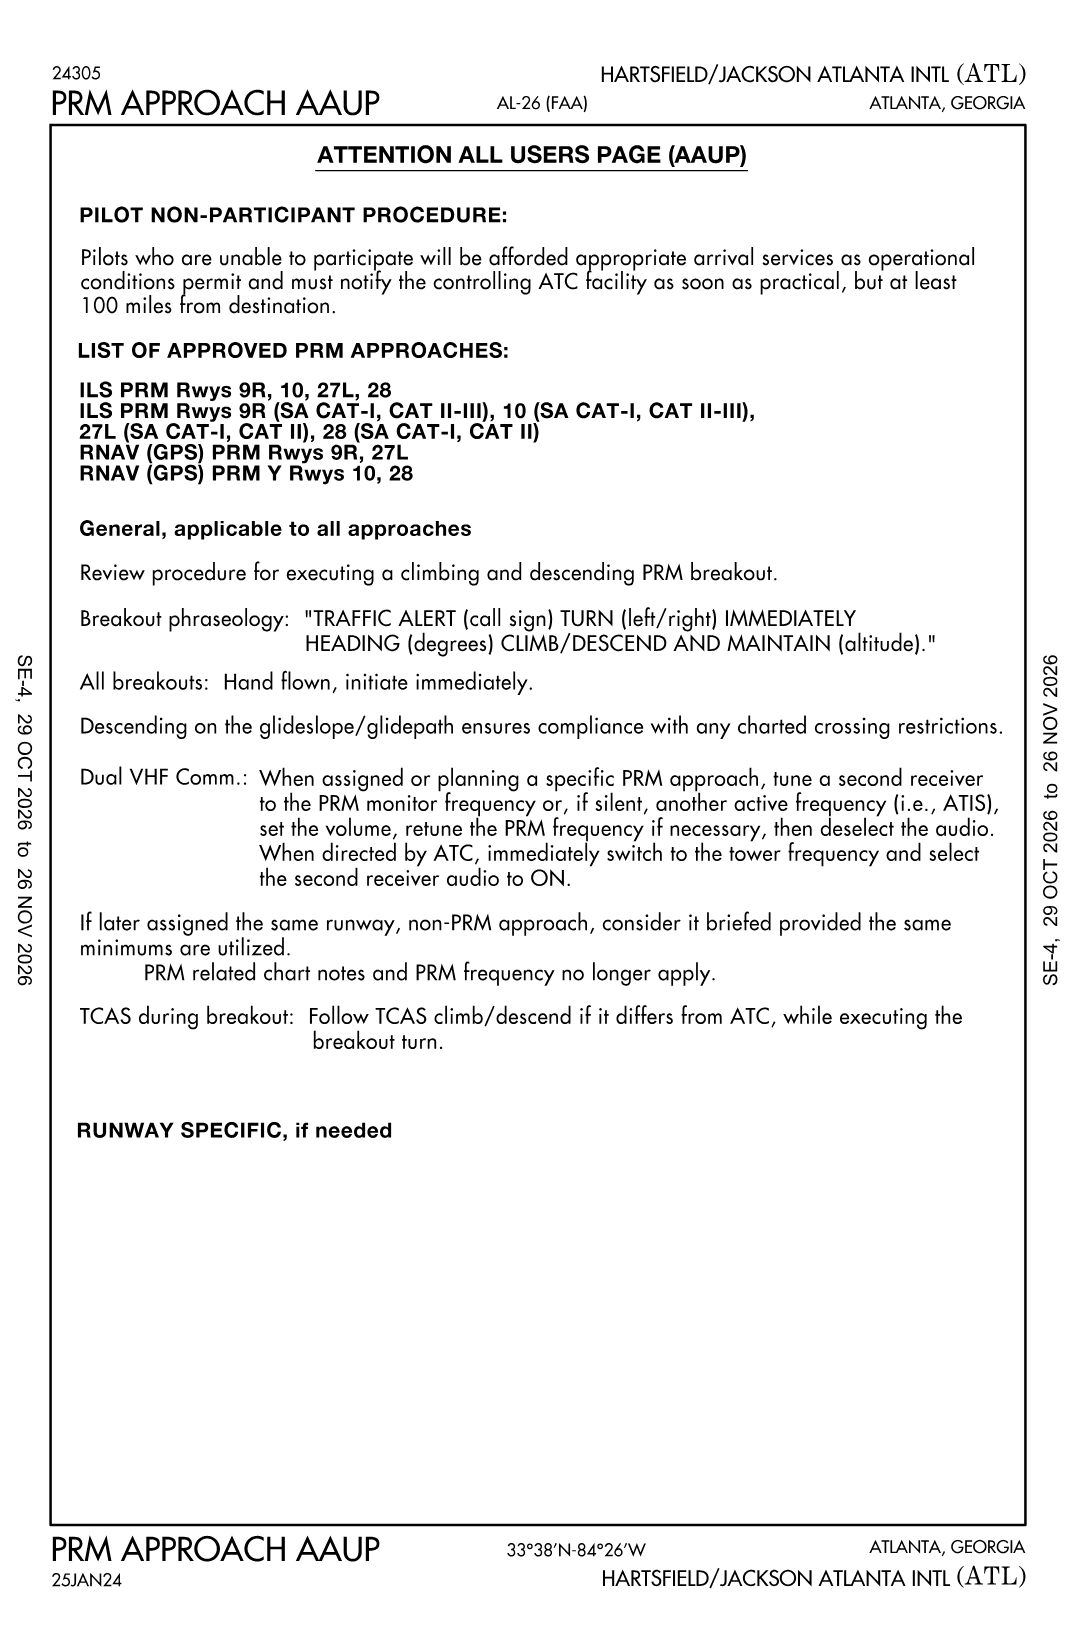 24305
HARTSFIELD/JACKSON ATLANTA INTL (ATL)
PRM APPROACH AAUP
AL-26 (FAA)
ATLANTA, GEORGIA
ATTENTION ALL USERS PAGE (AAUP)
PILOT NON-PARTICIPANT PROCEDURE:
Pilots who are unable to participate will be afforded appropriate arrival services as operational
conditions permit and must notify the controlling ATC facility as soon as practical, but at least
100 miles from destination.
LIST OF APPROVED PRM APPROACHES:
ILS PRM Rwys 9R, 10, 27L, 28
ILS PRM Rwys 9R (SA CAT-I, CAT II-III), 10 (SA CAT-I, CAT II-III),
27L (SA CAT-I, CAT II), 28 (SA CAT-I, CAT II)
RNAV (GPS) PRM Rwys 9R, 27L
RNAV (GPS) PRM Y Rwys 10, 28
General, applicable to all approaches
Review procedure for executing a climbing and descending PRM breakout.
Breakout phraseology: "TRAFFIC ALERT (call sign) TURN (left/right) IMMEDIATELY
HEADING (degrees) CLIMB/DESCEND AND MAINTAIN (altitude)."
All breakouts: Hand flown, initiate immediately.
Descending on the glideslope/glidepath ensures compliance with any charted crossing restrictions.
Dual VHF Comm.: When assigned or planning a specific PRM approach, tune a second receiver
to the PRM monitor frequency or, if silent, another active frequency (i.e., ATIS),
set the volume, retune the PRM frequency if necessary, then deselect the audio.
When directed by ATC, immediately switch to the tower frequency and select
the second receiver audio to ON.
If later assigned the same runway, non-PRM approach, consider it briefed provided the same
minimums are utilized.
PRM related chart notes and PRM frequency no longer apply.
TCAS during breakout: Follow TCAS climb/descend if it differs from ATC, while executing the
breakout turn.
RUNWAY SPECIFIC, if needed
SE-4, 29 OCT 2026 to 26 NOV 2026
SE-4, 29 OCT 2026 to 26 NOV 2026
PRM APPROACH AAUP
33°38'N-84°26'W
ATLANTA, GEORGIA
25JAN24
HARTSFIELD/JACKSON ATLANTA INTL (ATL)